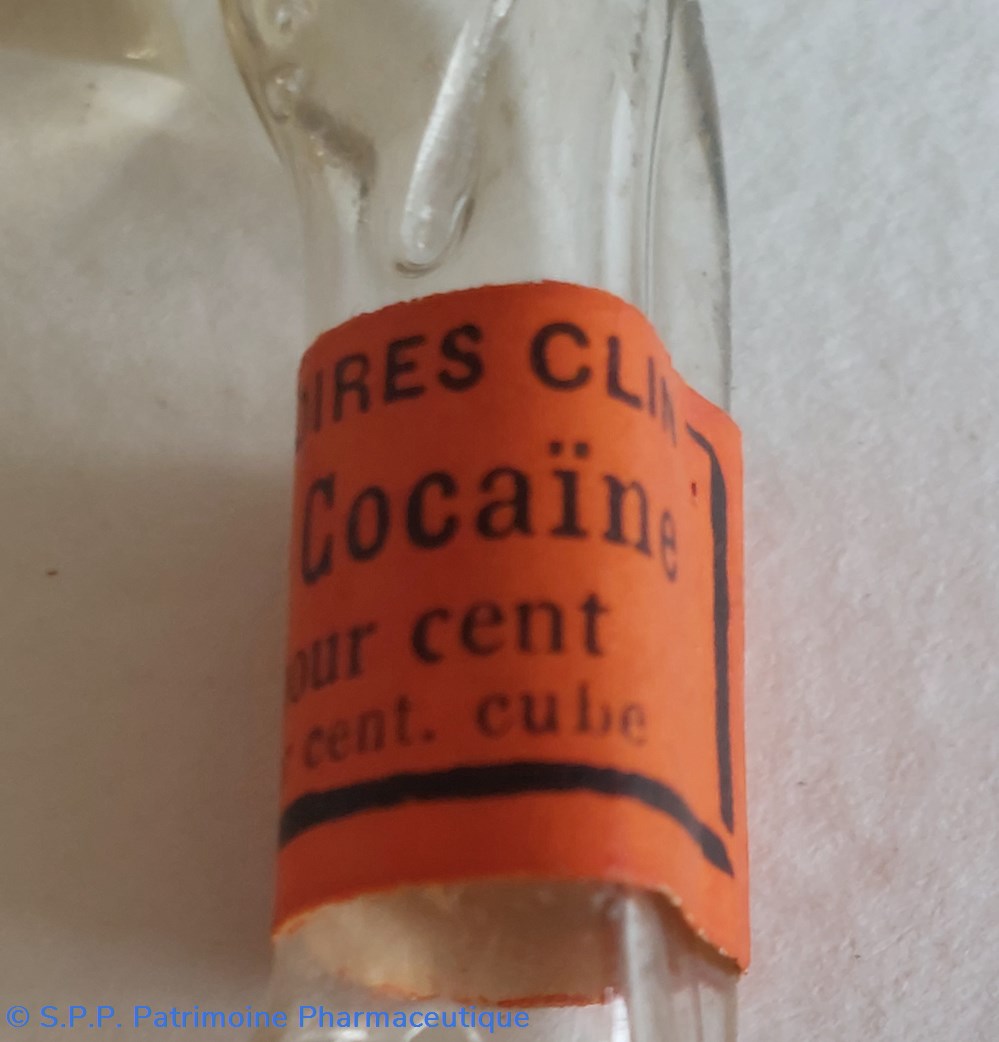 IRES CLIN
Cocaïne
our cent
cent. cube
© S.P.P. Patrimoine Pharmaceutique